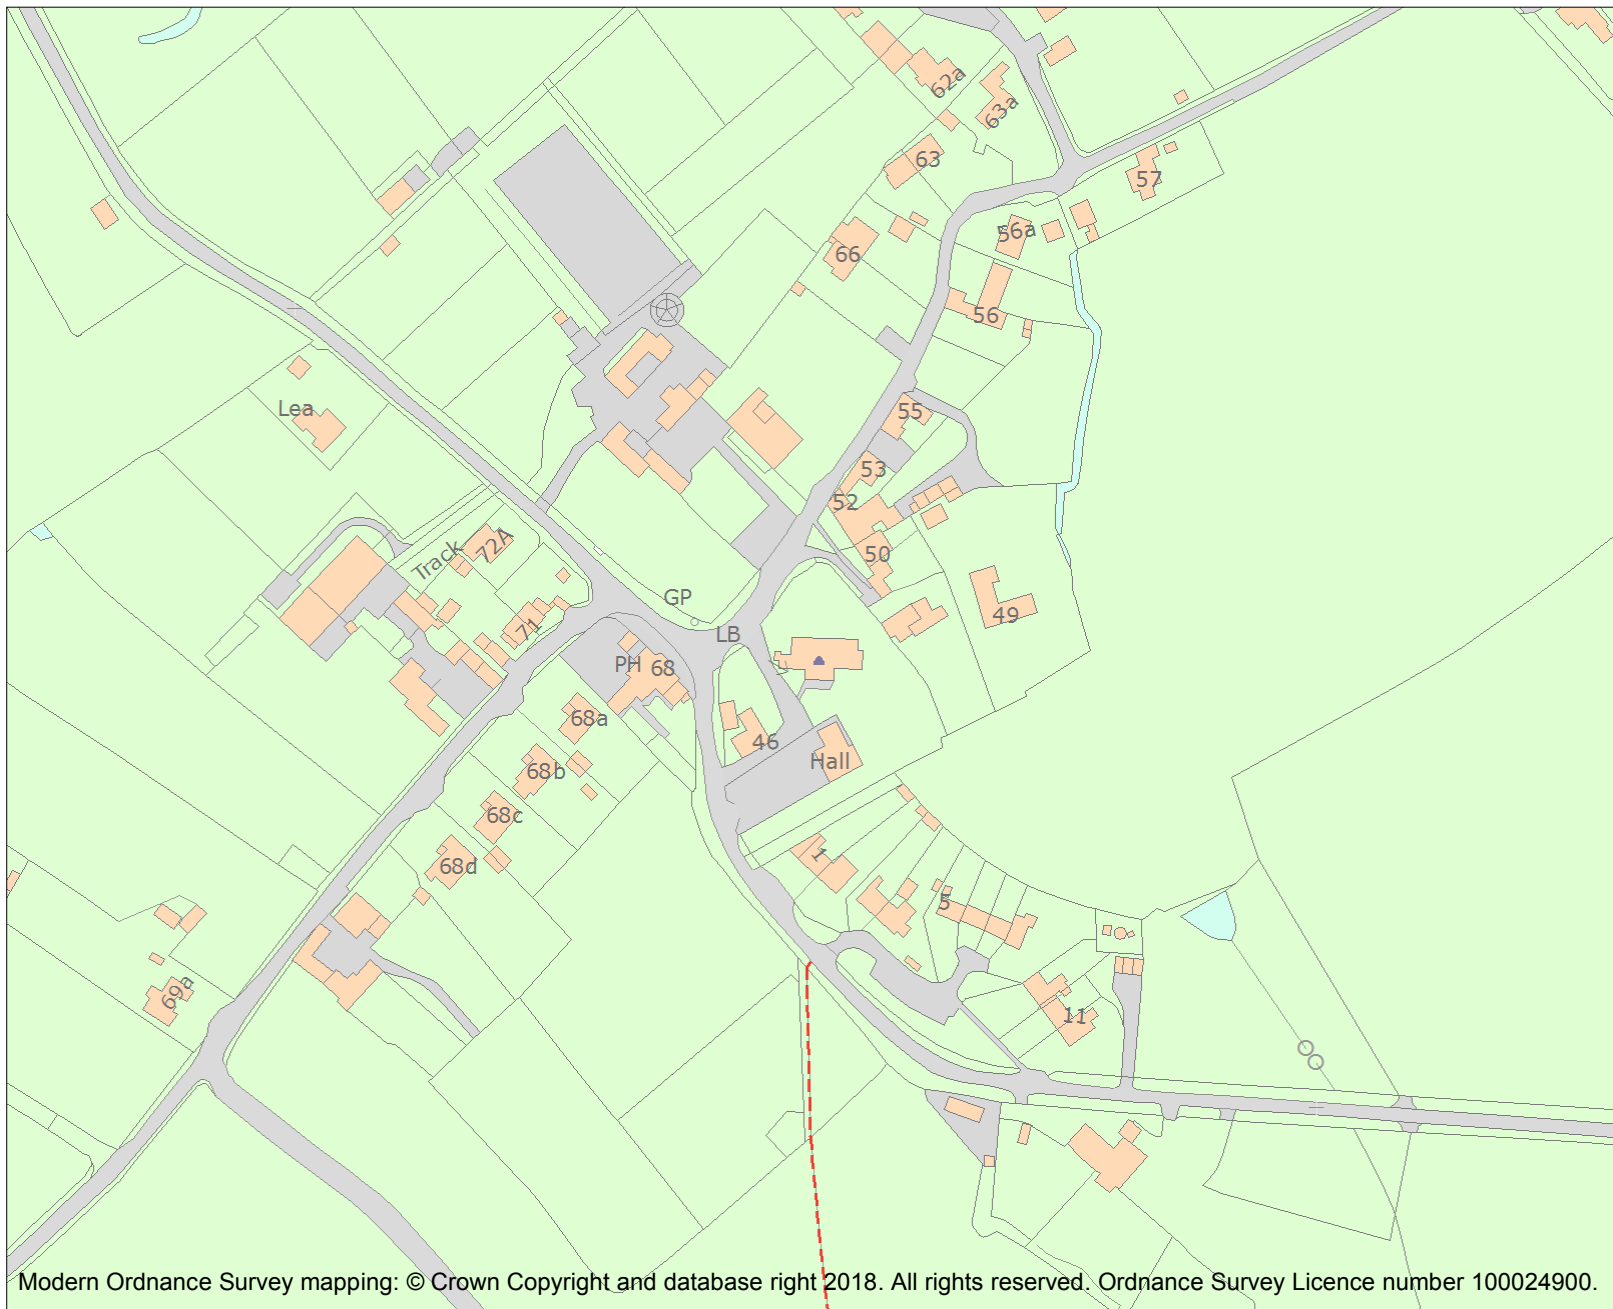 62a
63a
63
57
56a
66
56
Lea
55
53
52
50
72A
Track
GP
49
71
LB
PH
68
68a
46
Hall
68b
68c
1
68d
5
69a
11
Modern Ordnance Survey mapping: © Crown Copyright and database right 2018. All rights reserved. Ordnance Survey Licence number 100024900.